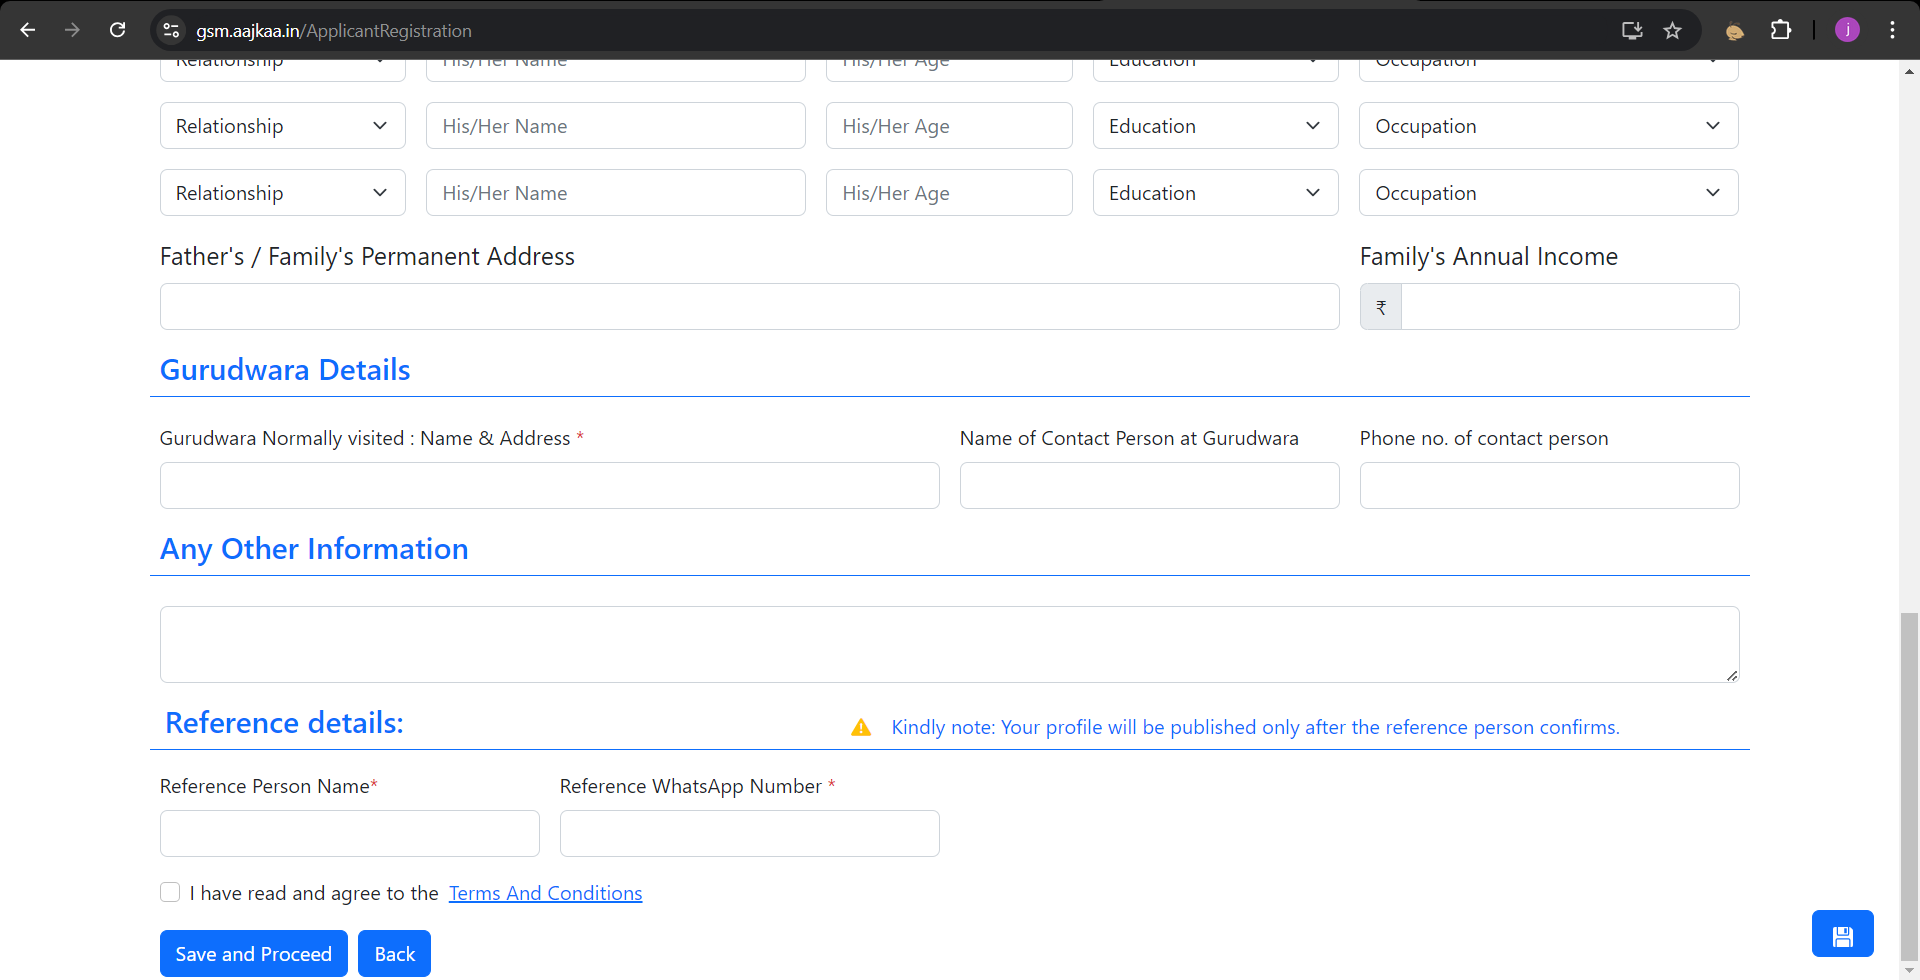 gsm.aajkaa.in/ApplicantRegistration
j
Relationship His/Her Name His/Her Age Education Occupation
Relationship His/Her Name His/Her Age Education Occupation
Relationship His/Her Name His/Her Age Education Occupation
Father's / Family's Permanent Address Family's Annual Income
₹
Gurudwara Details
Gurudwara Normally visited : Name & Address * Name of Contact Person at Gurudwara Phone no. of contact person
Any Other Information
Reference details: Kindly note: Your profile will be published only after the reference person confirms.
Reference Person Name* Reference WhatsApp Number *
I have read and agree to the Terms And Conditions
Save and Proceed Back